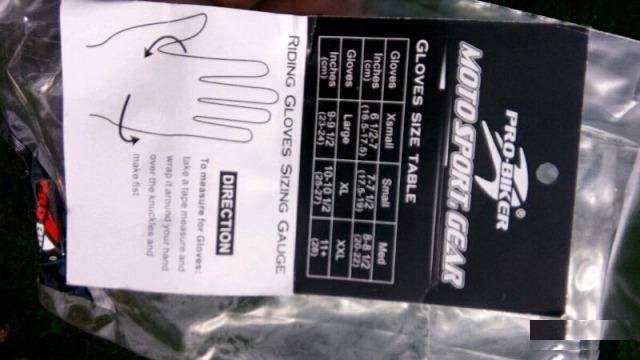 PRO-BIKER®
MOTOSPORT GEAR
GLOVES SIZE TABLE
Gloves Xsmall Small Med
Inches 6 1/2-7 7-7 1/2 8-8 1/2
(cm) (16.5-17.5) (17.5-19) (20-22)
Gloves Large XL XXL
Inches 9-9 1/2 10-10 1/2 11+
(cm) (23-24) (25-27) (28)
RIDING GLOVES SIZING GAUGE
DIRECTION
To measure for Gloves:
take a tape measure and
wrap it around your hand
over the knuckles and
make fist